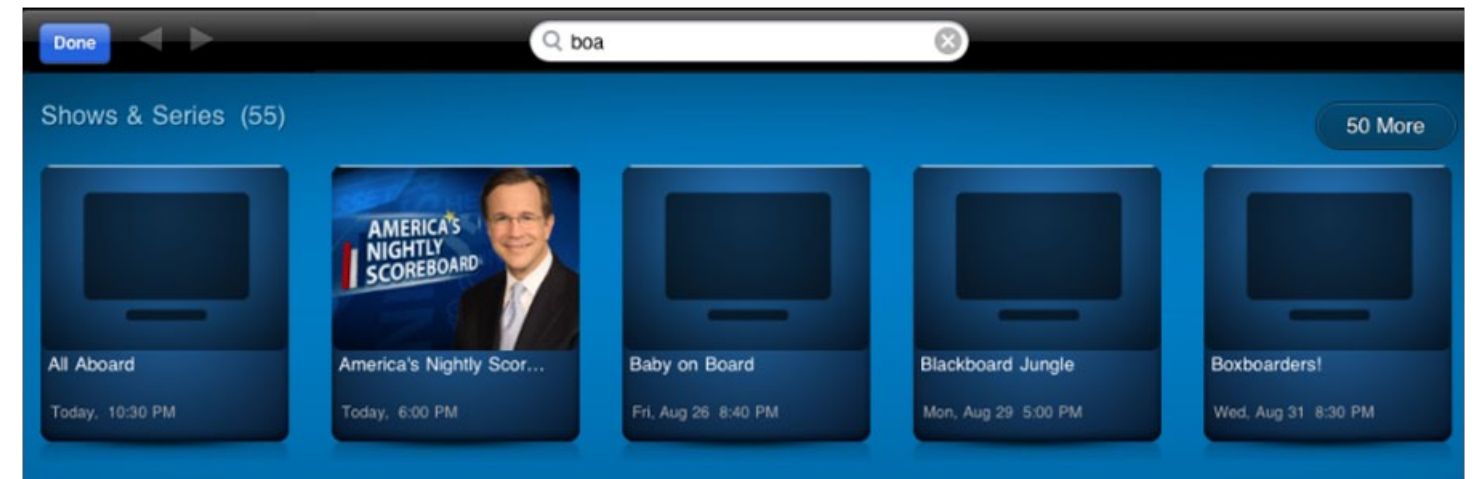 Done
boa
Shows & Series (55)
50 More
AMERICA'S
NIGHTLY
SCOREBOARD
All Aboard
Today, 10:30 PM
America's Nightly Scor...
Today, 6:00 PM
Baby on Board
Fri, Aug 26 8:40 PM
Blackboard Jungle
Mon, Aug 29 5:00 PM
Boxboarders!
Wed, Aug 31 8:30 PM